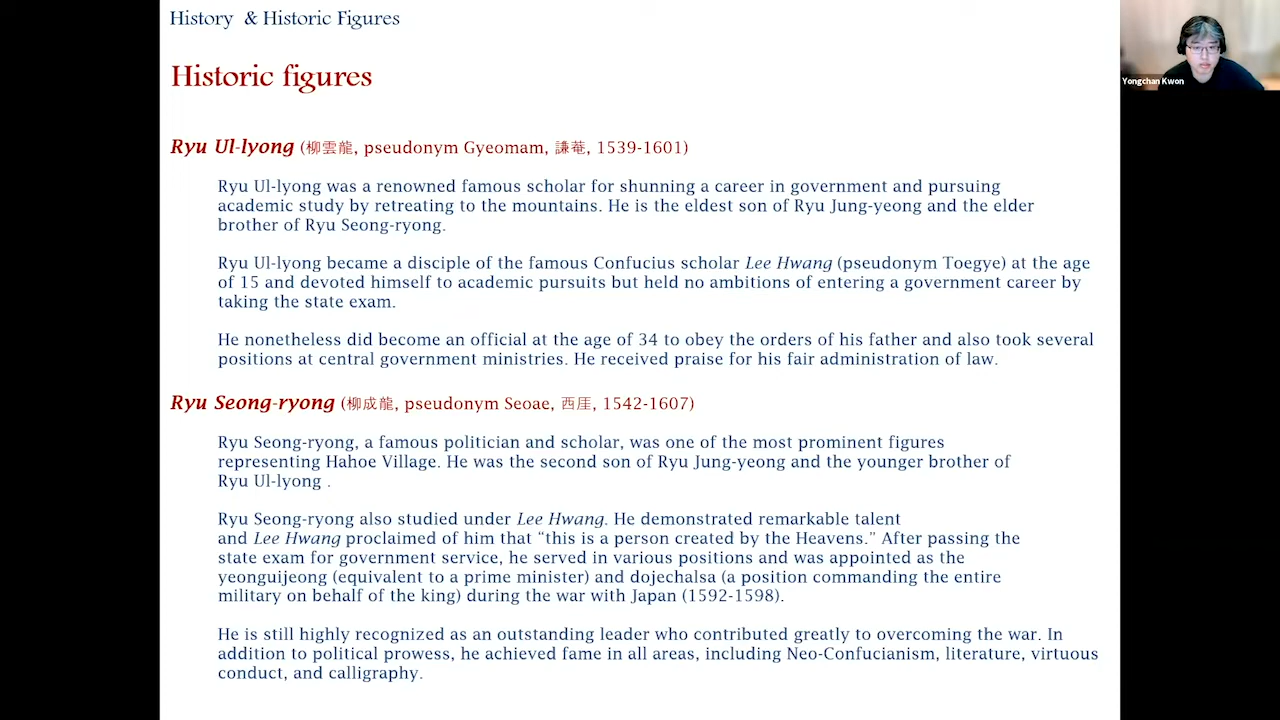 History & Historic Figures
Yongchan Kwon
Historic figures
Ryu Ul-lyong (柳雲龍, pseudonym Gyeomam, 謙菴, 1539-1601)
Ryu Ul-lyong was a renowned famous scholar for shunning a career in government and pursuing
academic study by retreating to the mountains. He is the eldest son of Ryu Jung-yeong and the elder
brother of Ryu Seong-ryong.
Ryu Ul-lyong became a disciple of the famous Confucius scholar Lee Hwang (pseudonym Toegye) at the age
of 15 and devoted himself to academic pursuits but held no ambitions of entering a government career by
taking the state exam.
He nonetheless did become an official at the age of 34 to obey the orders of his father and also took several
positions at central government ministries. He received praise for his fair administration of law.
Ryu Seong-ryong (柳成龍, pseudonym Seoae, 西厓, 1542-1607)
Ryu Seong-ryong, a famous politician and scholar, was one of the most prominent figures
representing Hahoe Village. He was the second son of Ryu Jung-yeong and the younger brother of
Ryu Ul-lyong .
Ryu Seong-ryong also studied under Lee Hwang. He demonstrated remarkable talent
and Lee Hwang proclaimed of him that “this is a person created by the Heavens.” After passing the
state exam for government service, he served in various positions and was appointed as the
yeonguijeong (equivalent to a prime minister) and dojechalsa (a position commanding the entire
military on behalf of the king) during the war with Japan (1592-1598).
He is still highly recognized as an outstanding leader who contributed greatly to overcoming the war. In
addition to political prowess, he achieved fame in all areas, including Neo-Confucianism, literature, virtuous
conduct, and calligraphy.